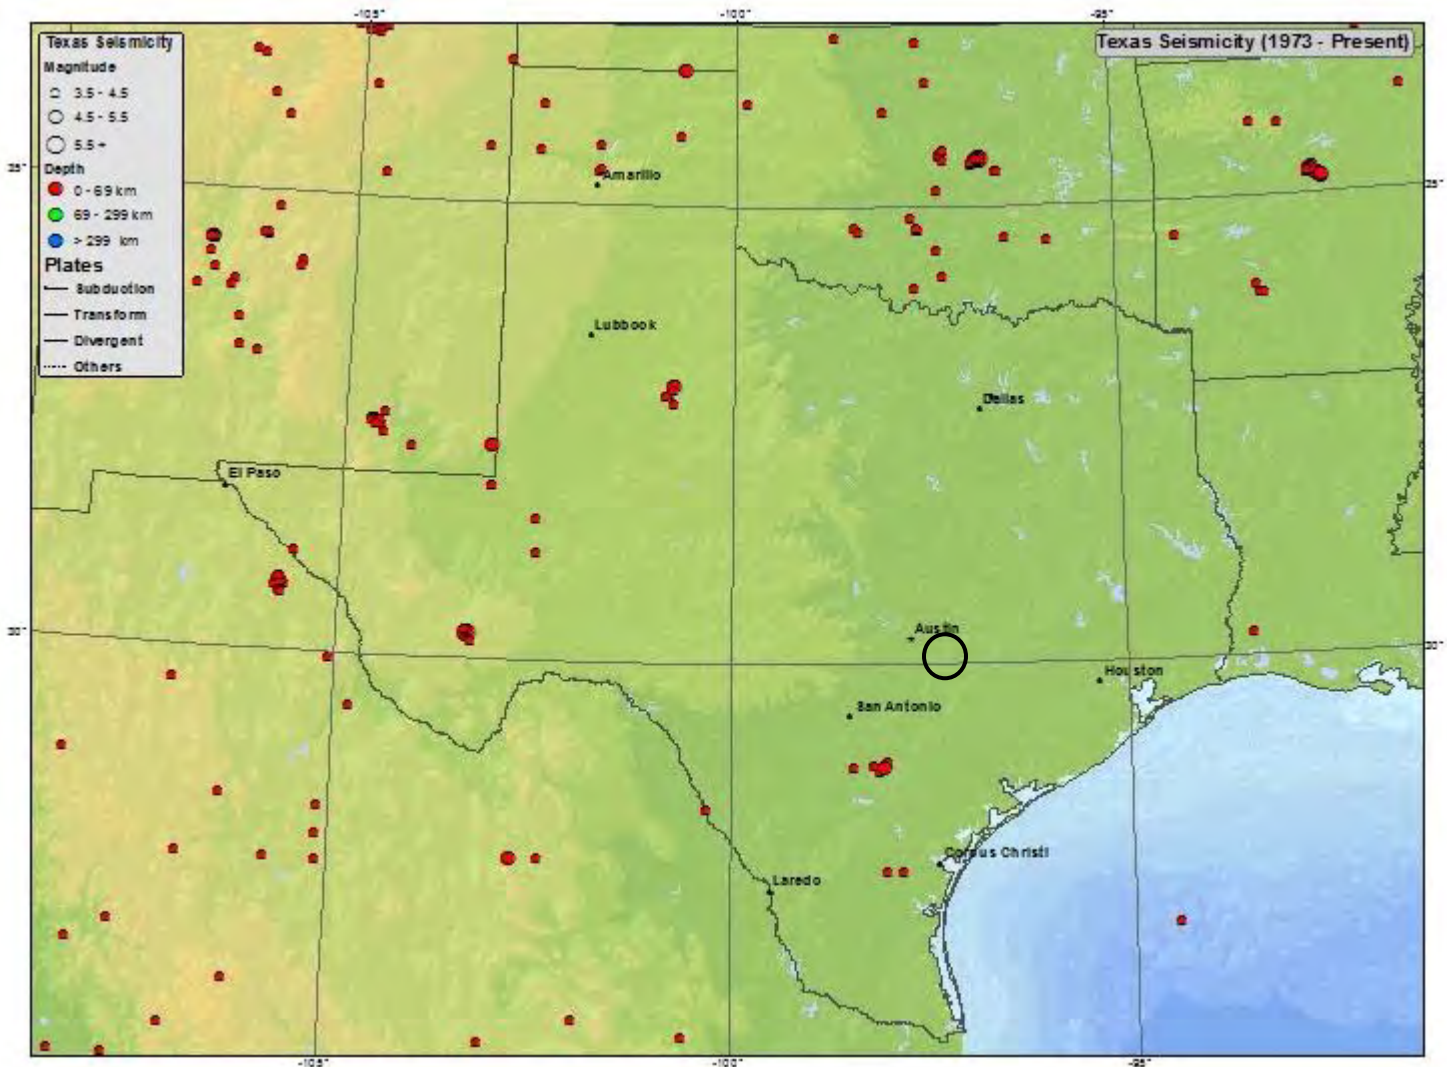 -105° -100° -95°
Texas Seismicity
Texas Seismicity (1973 - Present)
Magnitude
3.5 - 4.5
4.5 - 5.5
5.5 +
Depth
0 - 69 km
69 - 299 km
> 299 km
Plates
Subduction
Transform
Divergent
Others
Amarillo
Lubbock
Dallas
El Paso
Austin
Houston
San Antonio
Corpus Christi
Laredo
-105° -100° -95°